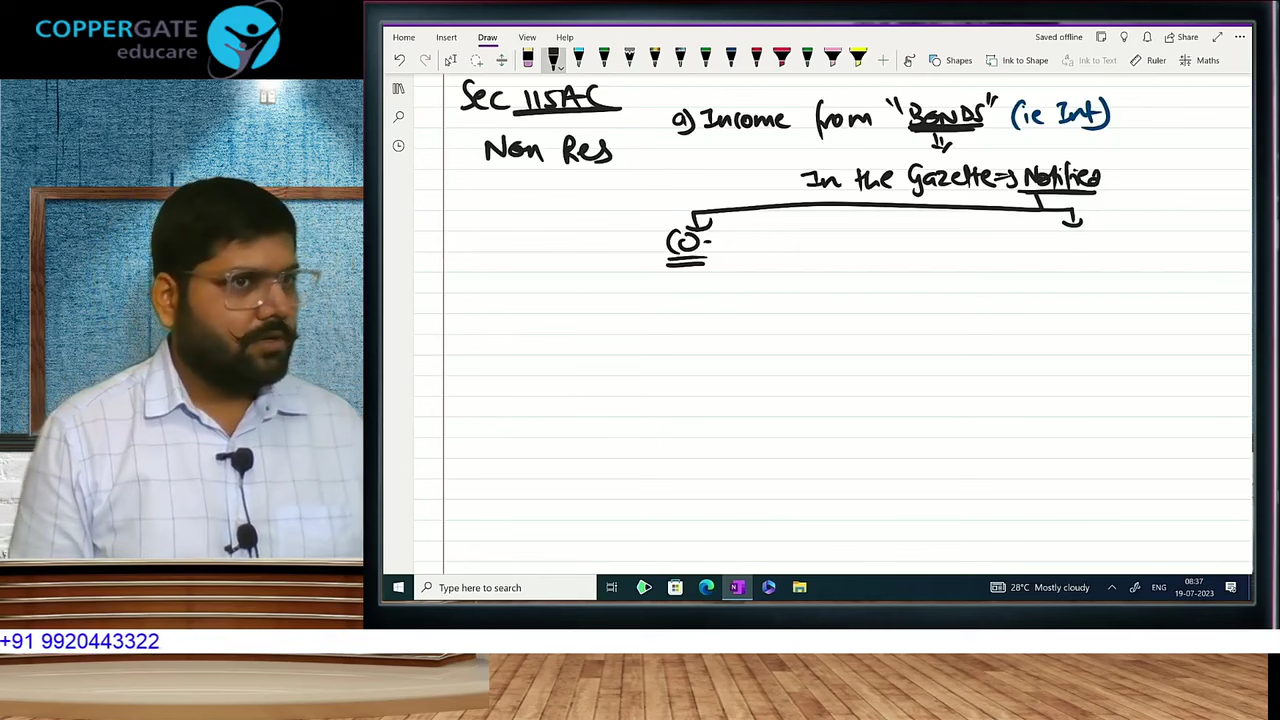 COPPERGATE
educare
Home Insert Draw View Help
Saved offline
Share
Shapes
Ink to Shape
Ink to Text
Ruler
Maths
Sec 115AC
Non Res
a) Income from "BONDS" (ie Int)
In the Gazette ⇒ Notified
Co.
Type here to search
28°C Mostly cloudy
ENG
08:37
19-07-2023
+91 9920443322